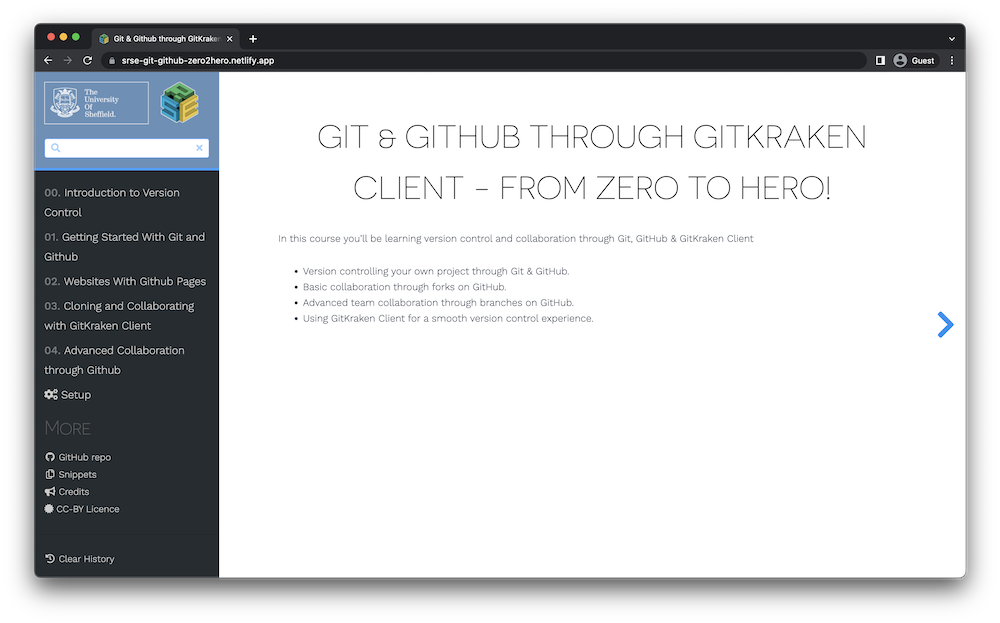 Git & Github through GitKraken
srse-git-github-zero2hero.netlify.app
Guest
The
University
Of
Sheffield.
00. Introduction to Version
Control
01. Getting Started With Git and
Github
02. Websites With Github Pages
03. Cloning and Collaborating
with GitKraken Client
04. Advanced Collaboration
through Github
Setup
More
GitHub repo
Snippets
Credits
CC-BY Licence
Clear History
GIT & GITHUB THROUGH GITKRAKEN
CLIENT - FROM ZERO TO HERO!
In this course you'll be learning version control and collaboration through Git, GitHub & GitKraken Client
• Version controlling your own project through Git & GitHub.
• Basic collaboration through forks on GitHub.
• Advanced team collaboration through branches on GitHub.
• Using GitKraken Client for a smooth version control experience.